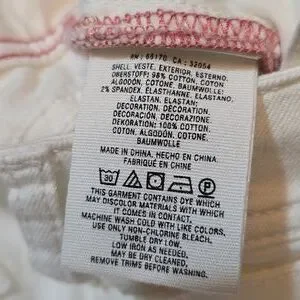 RN: 65170 CA: 32054
SHELL, VESTE, EXTERIOR, ESTERNO,
OBERSTOFF: 98% COTTON, COTON
ALGODÓN, COTONE, BAUMWOLLE
2% SPANDEX, ÉLASTHANNE, ELASTANO,
ELASTAN, ELASTAN
DECORATION, DÉCORATION,
DECORACIÓN, DECORAZIONE,
DEKORATION: 100% COTTON,
COTON, ALGODÓN, COTONE,
BAUMWOLLE
MADE IN CHINA, HECHO EN CHINA,
FABRIQUÉ EN CHINE
30 P
THIS GARMENT CONTAINS DYE WHICH
MAY DISCOLOR MATERIALS WITH WHICH
IT COMES IN CONTACT.
MACHINE WASH COLD WITH LIKE COLORS.
USE ONLY NON-CHLORINE BLEACH.
TUMBLE DRY LOW.
LOW IRON AS NEEDED.
MAY BE DRY CLEANED.
REMOVE TRIMS BEFORE WASHING.